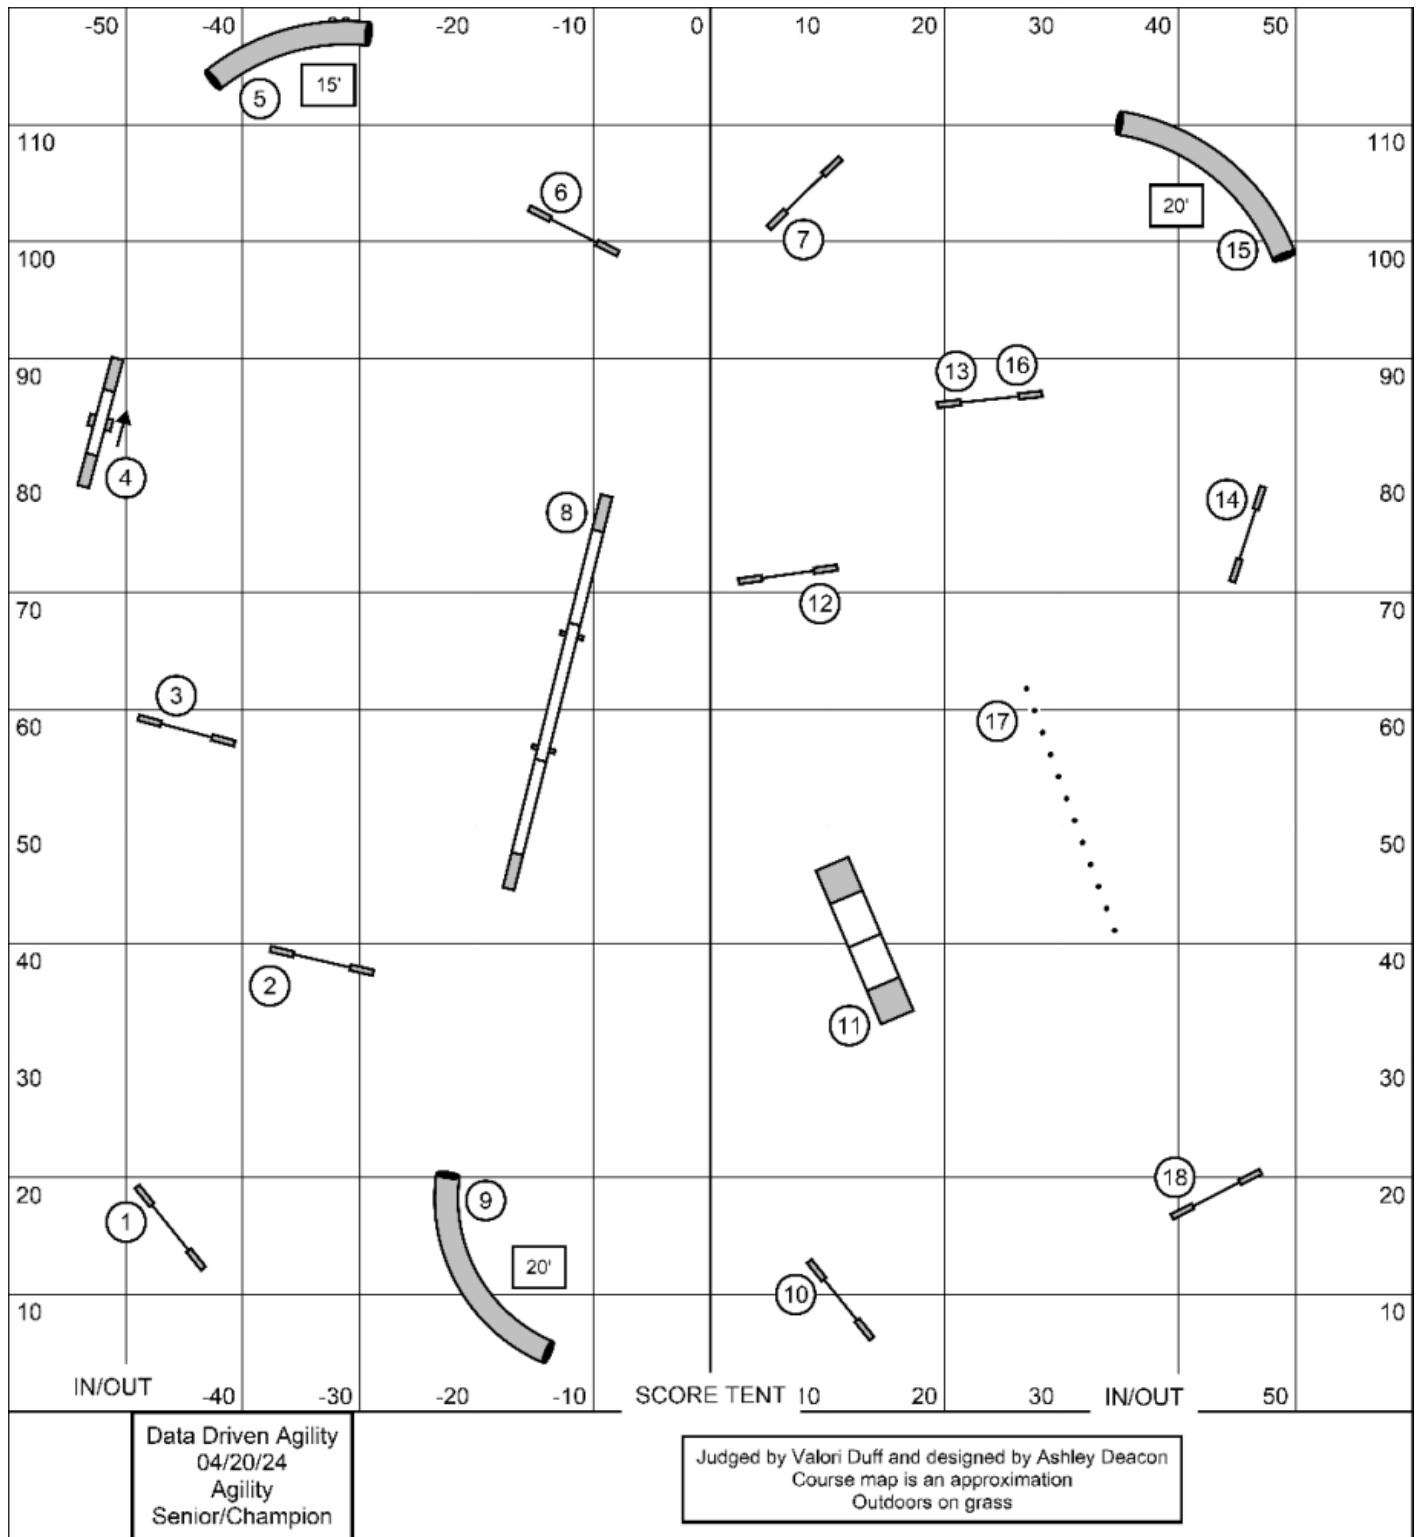 -50 -40 -20 -10 0 10 20 30 40 50
15'
5
110 110
6
20'
7
15
100 100
90 13 16 90
4
80 8 14 80
12
70 70
3
60 17 60
50 50
40 2 40
11
30 30
18
20 9 20
1
20'
10 10 10
IN/OUT -40 -30 -20 -10 SCORE TENT 10 20 30 IN/OUT 50
Data Driven Agility
04/20/24
Agility
Senior/Champion
Judged by Valori Duff and designed by Ashley Deacon
Course map is an approximation
Outdoors on grass